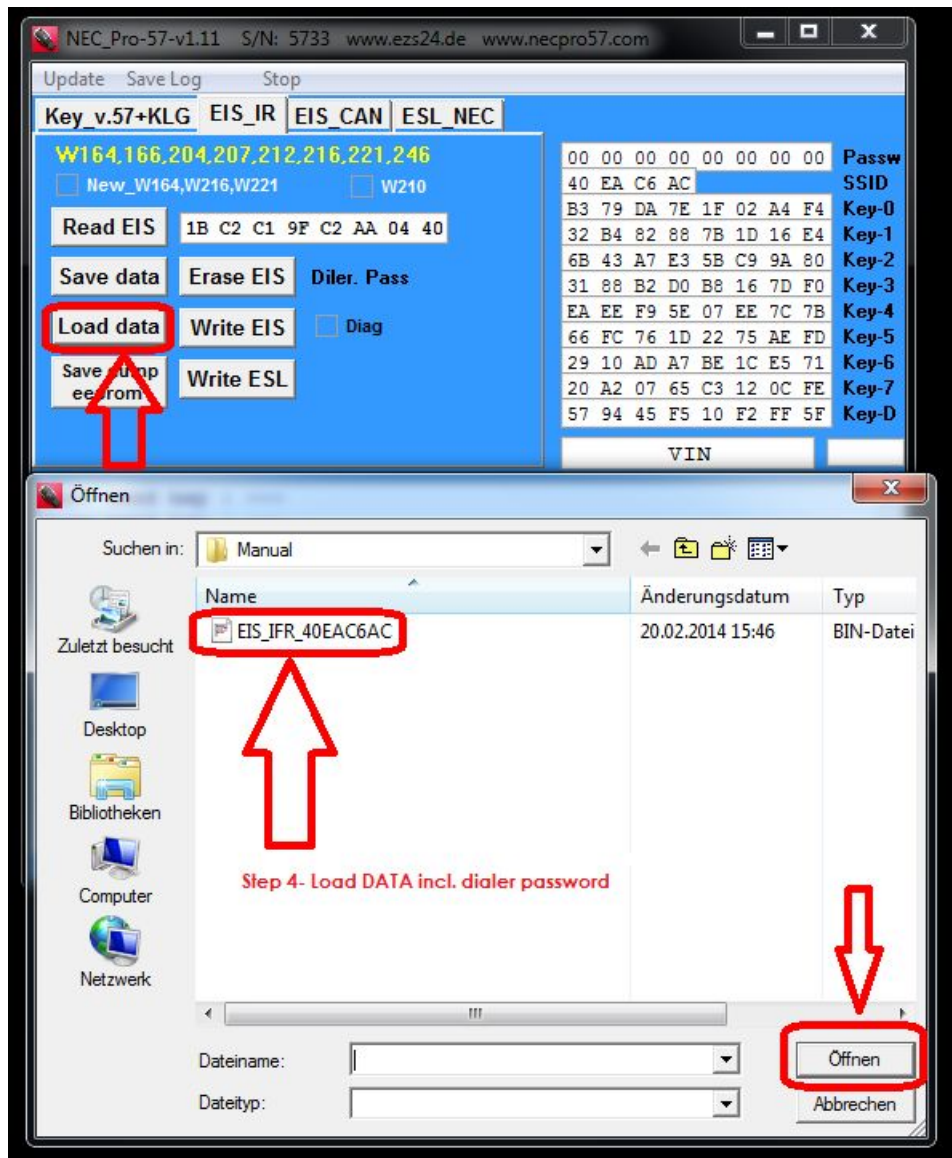 NEC_Pro-57-v1.11 S/N: 5733 www.ezs24.de www.necpro57.com
Update Save Log Stop
Key_v.57+KLG EIS_IR EIS_CAN ESL_NEC
W164,166,204,207,212,216,221,246
New_W164,W216,W221 W210
Read EIS 1B C2 C1 9F C2 AA 04 40
Save data Erase EIS Diler. Pass
Load data Write EIS Diag
Save dump
eeprom
Write ESL
00 00 00 00 00 00 00 00 Passw
40 EA C6 AC SSID
B3 79 DA 7E 1F 02 A4 F4 Key-0
32 B4 82 88 7B 1D 16 E4 Key-1
6B 43 A7 E3 5B C9 9A 80 Key-2
31 88 B2 D0 B8 16 7D F0 Key-3
EA EE F9 5E 07 EE 7C 7B Key-4
66 FC 76 1D 22 75 AE FD Key-5
29 10 AD A7 BE 1C E5 71 Key-6
20 A2 07 65 C3 12 0C FE Key-7
57 94 45 F5 10 F2 FF 5F Key-D
VIN
Öffnen
Suchen in: Manual
Name Änderungsdatum Typ
EIS_IFR_40EAC6AC 20.02.2014 15:46 BIN-Datei
Zuletzt besucht
Desktop
Bibliotheken
Computer
Netzwerk
Step 4- Load DATA incl. dialer password
Dateiname: Öffnen
Dateityp: Abbrechen